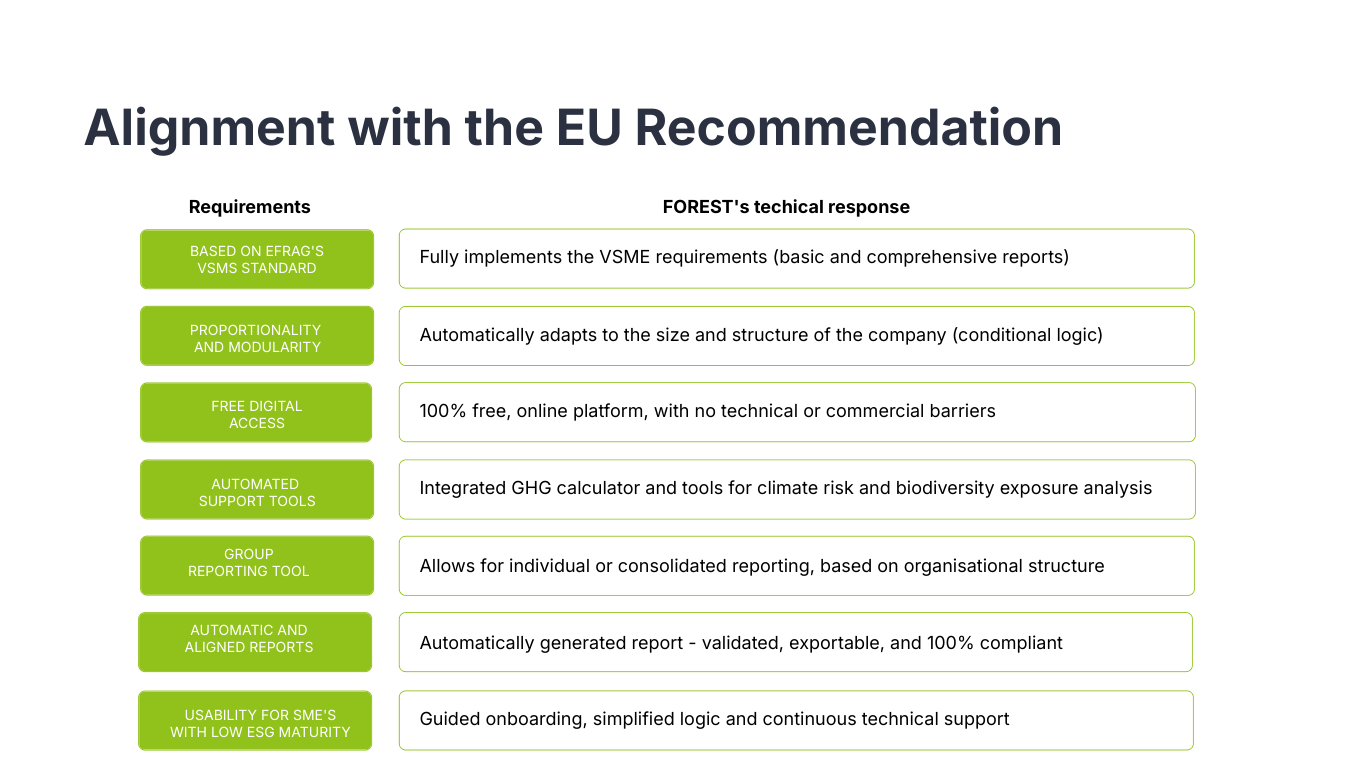 Alignment with the EU Recommendation
Requirements
FOREST's techical response
BASED ON EFRAG'S
VSMS STANDARD
Fully implements the VSME requirements (basic and comprehensive reports)
PROPORTIONALITY
AND MODULARITY
Automatically adapts to the size and structure of the company (conditional logic)
FREE DIGITAL
ACCESS
100% free, online platform, with no technical or commercial barriers
AUTOMATED
SUPPORT TOOLS
Integrated GHG calculator and tools for climate risk and biodiversity exposure analysis
GROUP
REPORTING TOOL
Allows for individual or consolidated reporting, based on organisational structure
AUTOMATIC AND
ALIGNED REPORTS
Automatically generated report - validated, exportable, and 100% compliant
USABILITY FOR SME'S
WITH LOW ESG MATURITY
Guided onboarding, simplified logic and continuous technical support